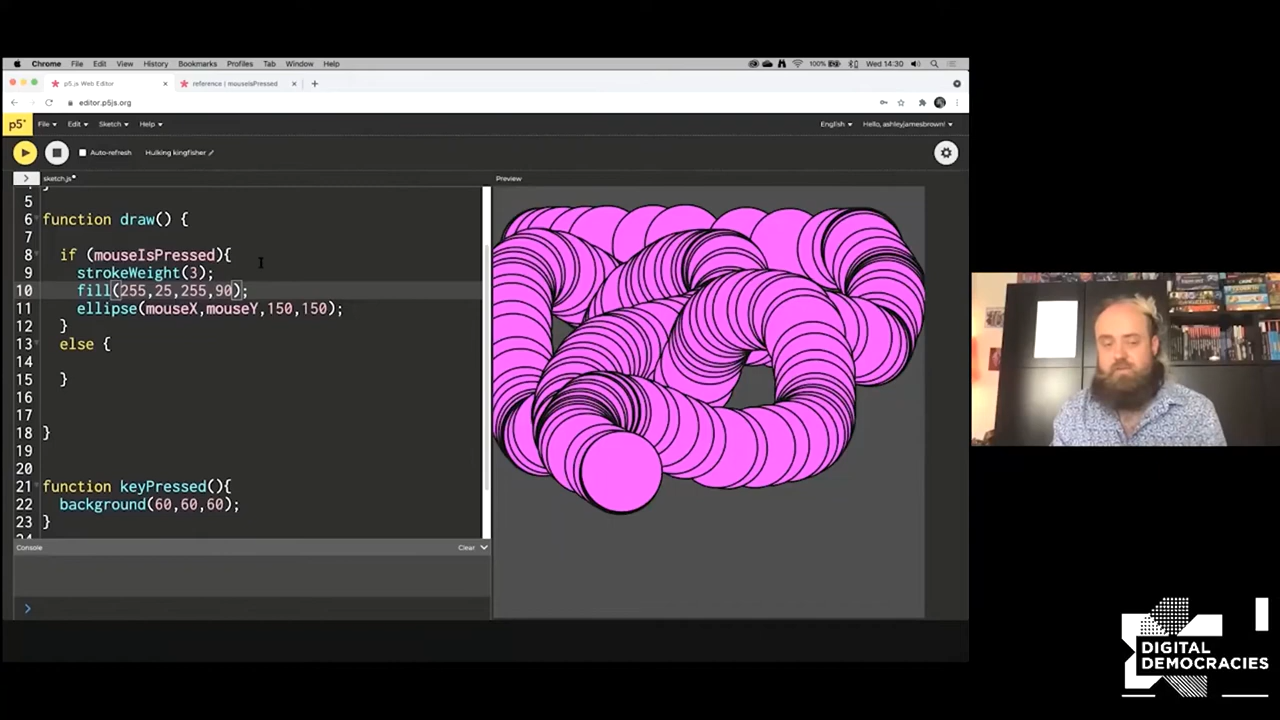 Chrome File Edit View History Bookmarks Profiles Tab Window Help 100% Wed 14:30
p5.js Web Editor × reference | mouseIsPressed × +
editor.p5js.org
p5* File Edit Sketch Help English Hello, ashleyjamesbrown!
Auto-refresh Hulking kingfisher
> sketch.js* Preview
5
6 function draw() {
7
8 if (mouseIsPressed){
9 strokeWeight(3);
10 fill(255,25,255,90);
11 ellipse(mouseX,mouseY,150,150);
12 }
13 else {
14
15 }
16
17
18 }
19
20
21 function keyPressed(){
22 background(60,60,60);
23 }
Console Clear
>
DIGITAL
DEMOCRACIES